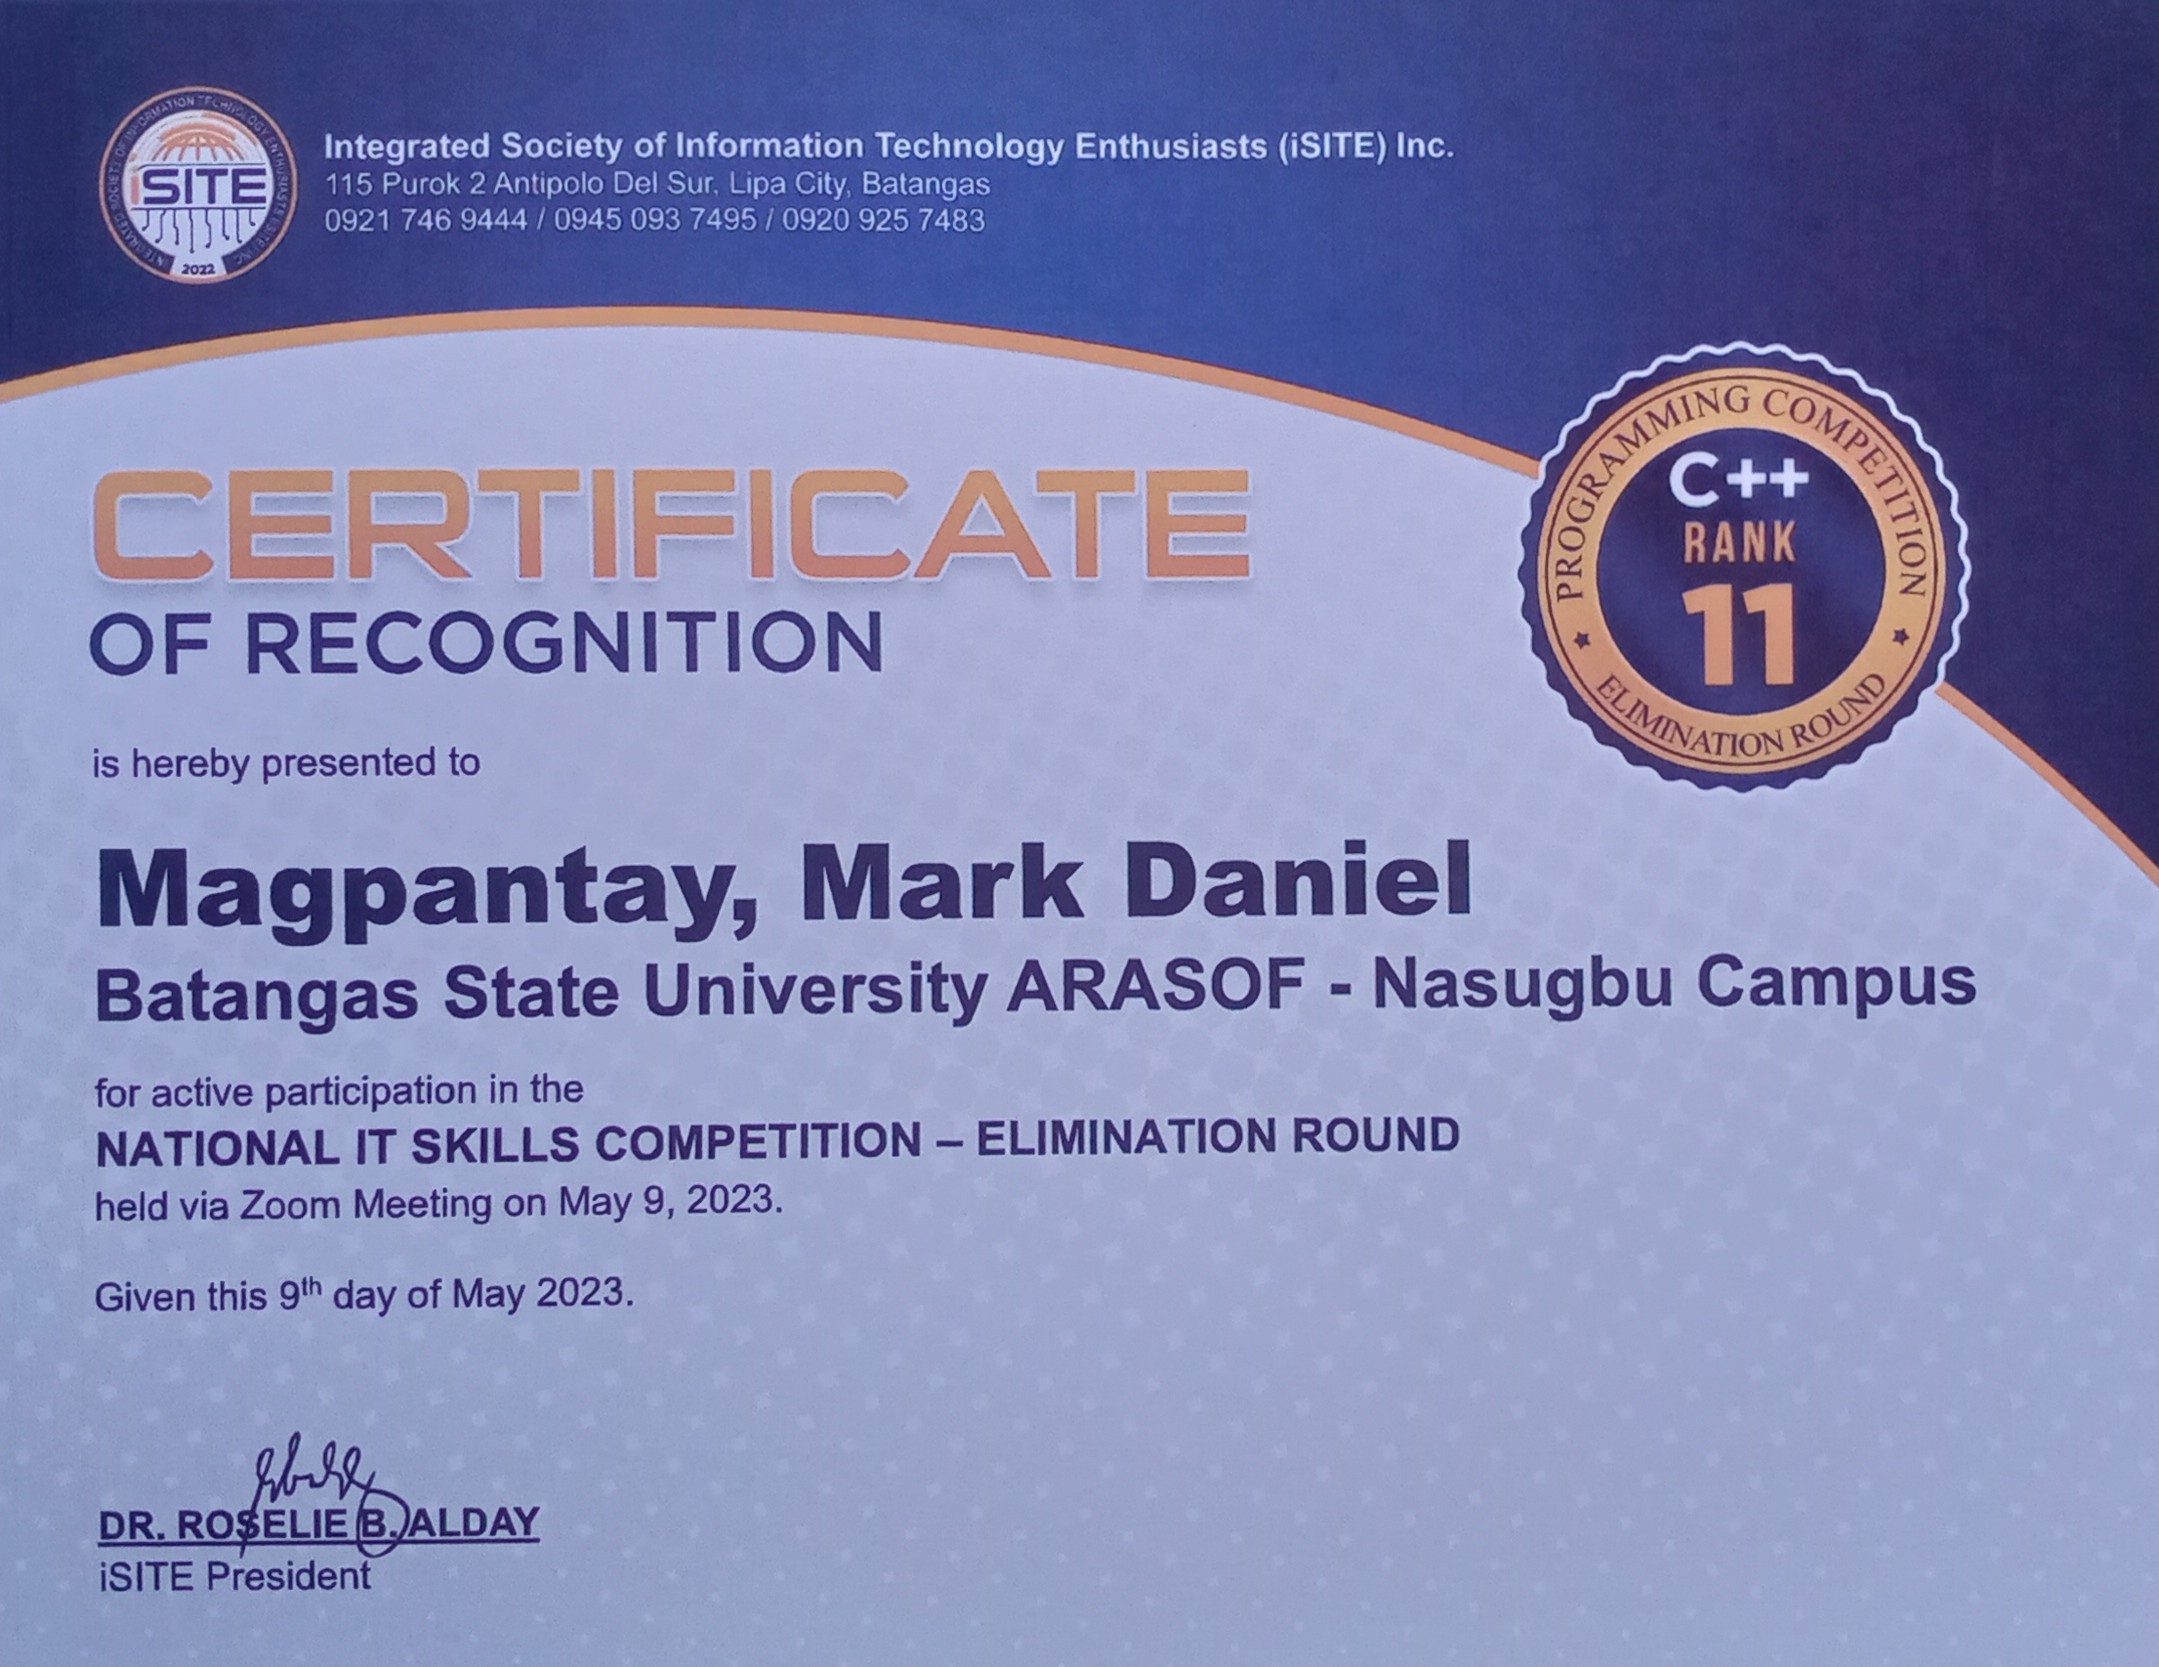 INTEGRATED SOCIETY OF INFORMATION TECHNOLOGY ENTHUSIASTS (iSITE) INC.
iSITE
2022
Integrated Society of Information Technology Enthusiasts (iSITE) Inc.
115 Purok 2 Antipolo Del Sur, Lipa City, Batangas
0921 746 9444 / 0945 093 7495 / 0920 925 7483
PROGRAMMING COMPETITION
C++
RANK
11
ELIMINATION ROUND
CERTIFICATE
OF RECOGNITION
is hereby presented to
Magpantay, Mark Daniel
Batangas State University ARASOF - Nasugbu Campus
for active participation in the
NATIONAL IT SKILLS COMPETITION – ELIMINATION ROUND
held via Zoom Meeting on May 9, 2023.
Given this 9th day of May 2023.
DR. ROSELIE B. ALDAY
iSITE President